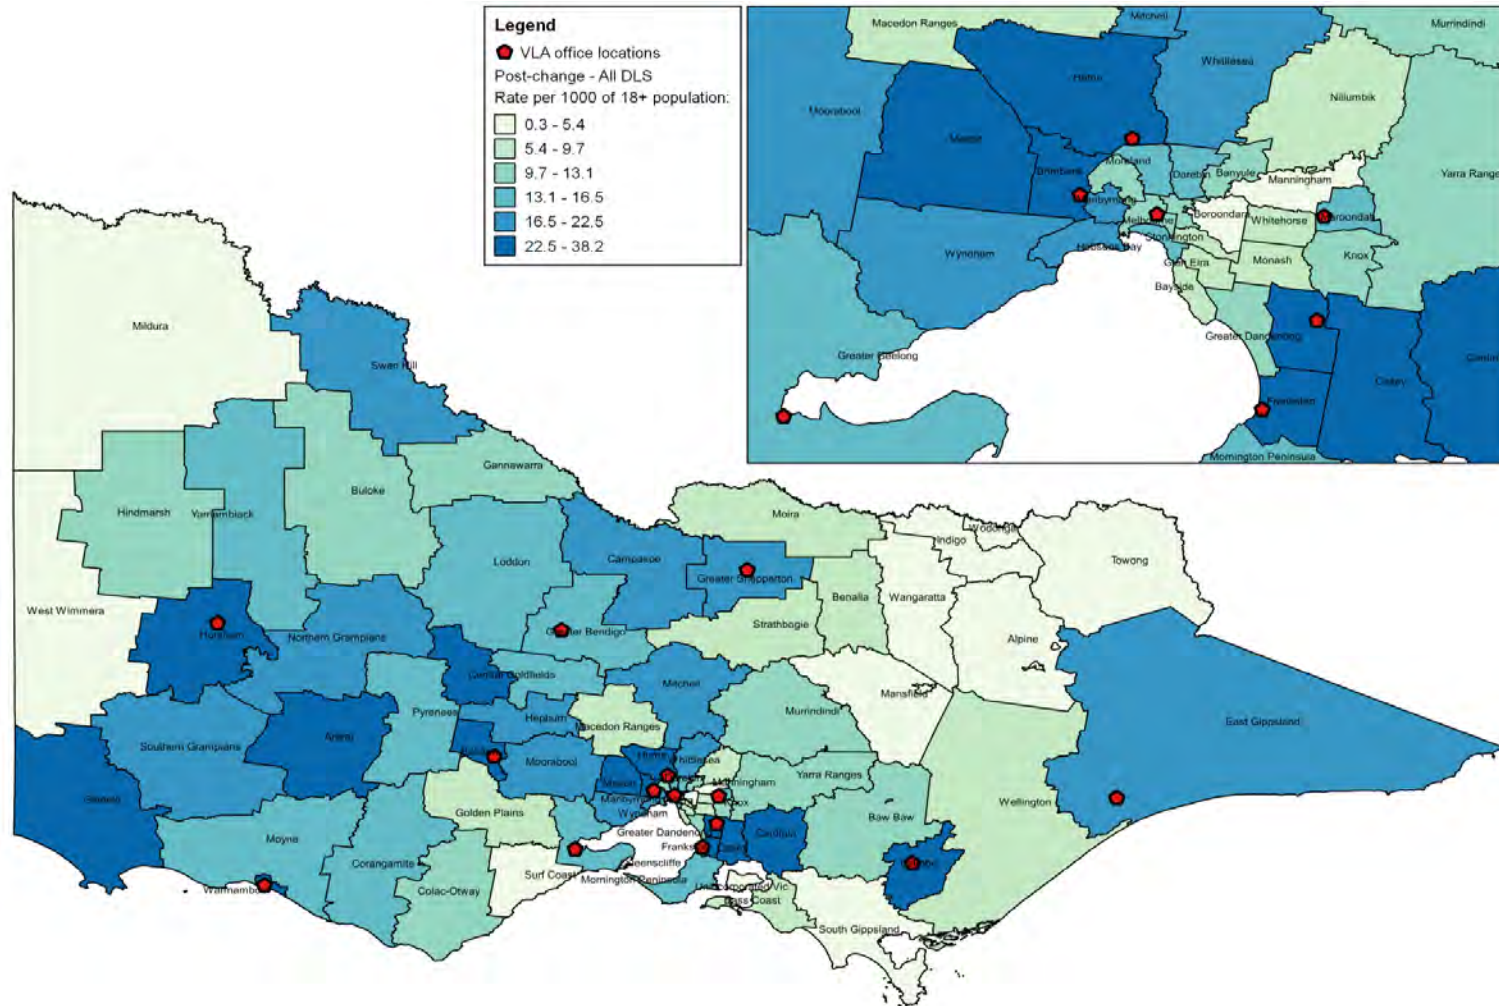 Legend
VLA office locations
Post-change - All DLS
Rate per 1000 of 18+ population:
0.3 - 5.4
5.4 - 9.7
9.7 - 13.1
13.1 - 16.5
16.5 - 22.5
22.5 - 38.2
Macedon Ranges
Mitchell
Murrindindi
Hume
Whittlesea
Nillumbik
Moorabool
Melton
Moreland
Darebin
Banyule
Brimbank
Manningham
Yarra Ranges
Maribyrnong
Boroondara
Melbourne
Whitehorse
Maroondah
Stonnington
Hobsons Bay
Wyndham
Glen Eira
Monash
Knox
Bayside
Greater Dandenong
Greater Geelong
Casey
Frankston
Mornington Peninsula
Mildura
Swan Hill
Gannawarra
Buloke
Hindmarsh
Yarriambiack
Moira
Wodonga
Indigo
Towong
Loddon
Campaspe
Greater Shepparton
Benalla
Wangaratta
West Wimmera
Horsham
Northern Grampians
Greater Bendigo
Strathbogie
Alpine
Central Goldfields
Mitchell
Mansfield
Pyrenees
Hepburn
Macedon Ranges
Murrindindi
East Gippsland
Southern Grampians
Ararat
Moorabool
Hume
Whittlesea
Melton
Manningham
Yarra Ranges
Glenelg
Golden Plains
Maribyrnong
Knox
Wellington
Wyndham
Baw Baw
Moyne
Cardinia
Corangamite
Casey
Surf Coast
Mornington Peninsula
Warrnambool
Colac-Otway
Bass Coast
South Gippsland